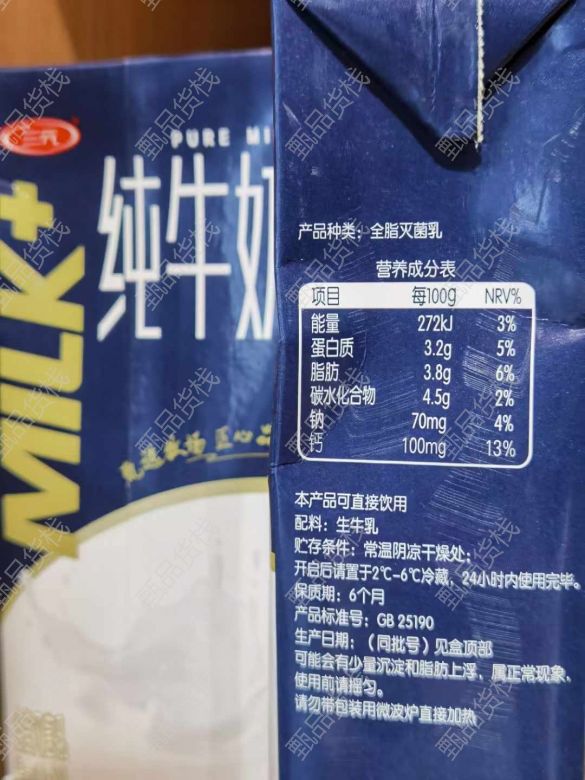 三元
PURE MI
纯牛奶
MILK+
产品种类：全脂灭菌乳
营养成分表
项目 每100g NRV%
能量 272kJ 3%
蛋白质 3.2g 5%
脂肪 3.8g 6%
碳水化合物 4.5g 2%
钠 70mg 4%
钙 100mg 13%
本产品可直接饮用
配料：生牛乳
贮存条件：常温阴凉干燥处；
开启后请置于2℃-6℃冷藏，24小时内使用完毕。
保质期：6个月
产品标准号：GB 25190
生产日期：（同批号）见盒顶部
可能会有少量沉淀和脂肪上浮，属正常现象，
使用前请摇匀。
请勿带包装用微波炉直接加热
甄品货栈